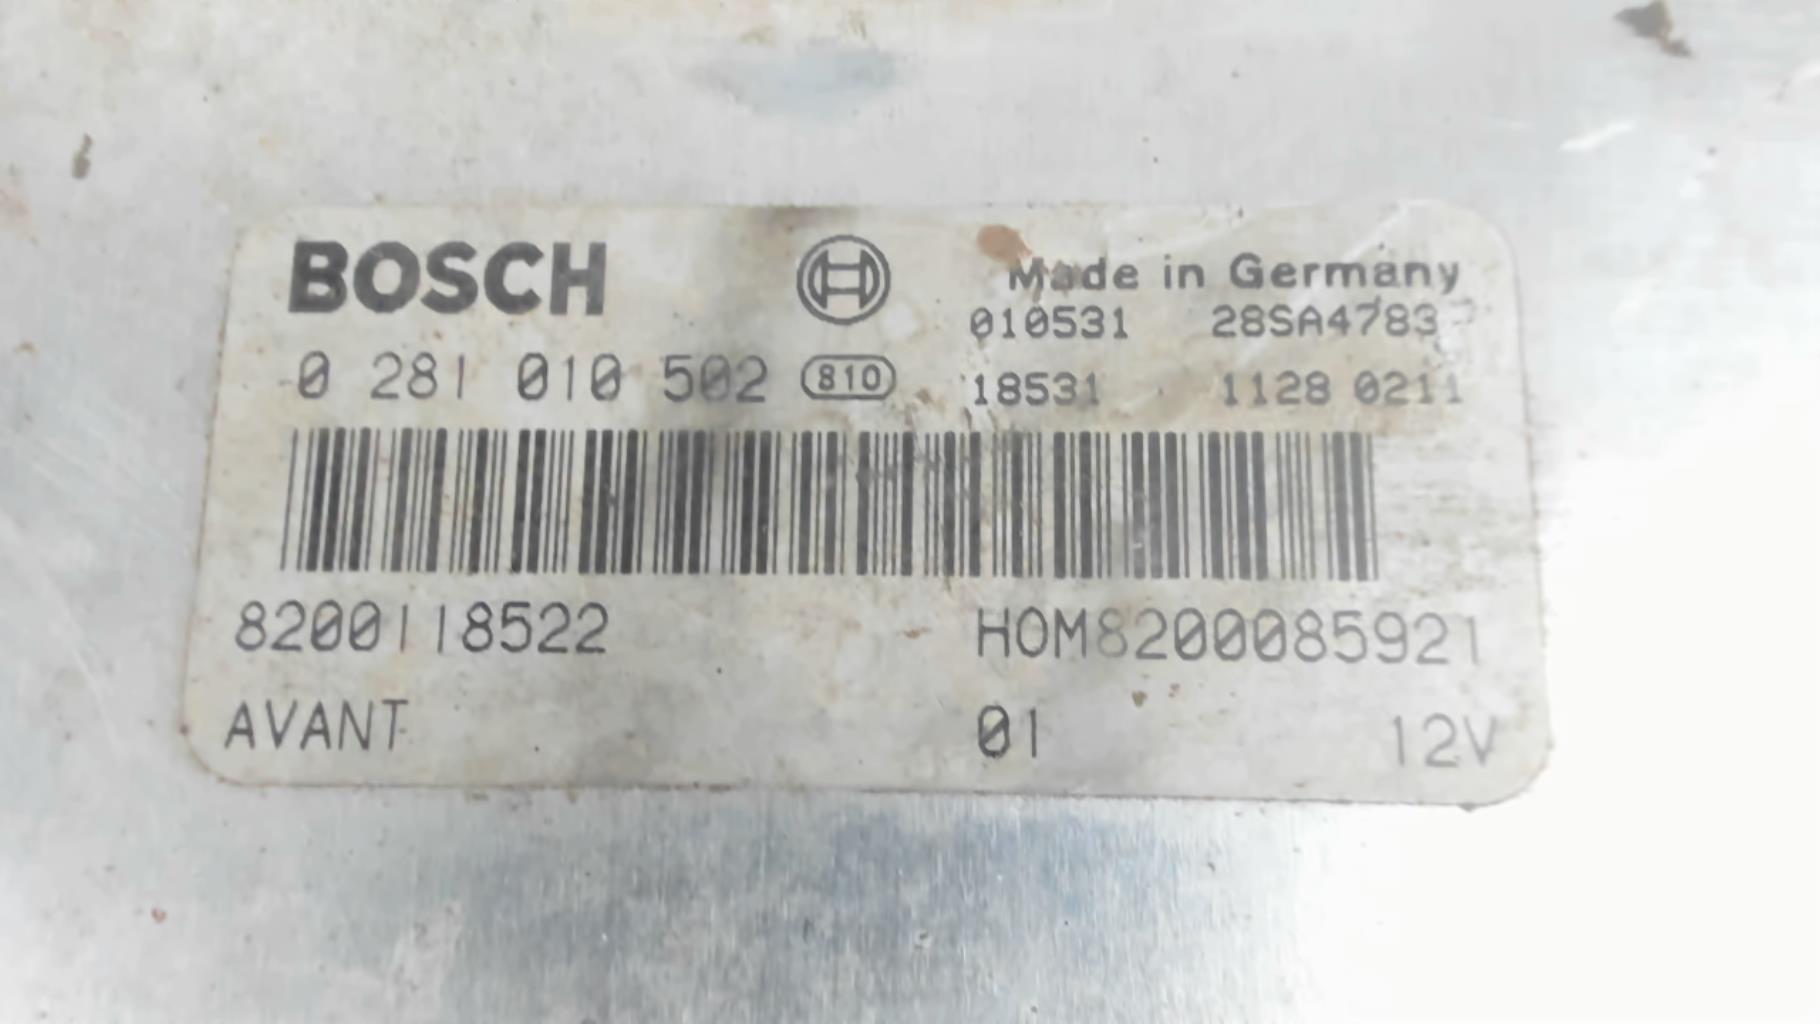 BOSCH
Made in Germany
010531 28SA4783
0 281 010 502 810
18531 1128 0211
8200118522 HOM8200085921
AVANT 01 12V